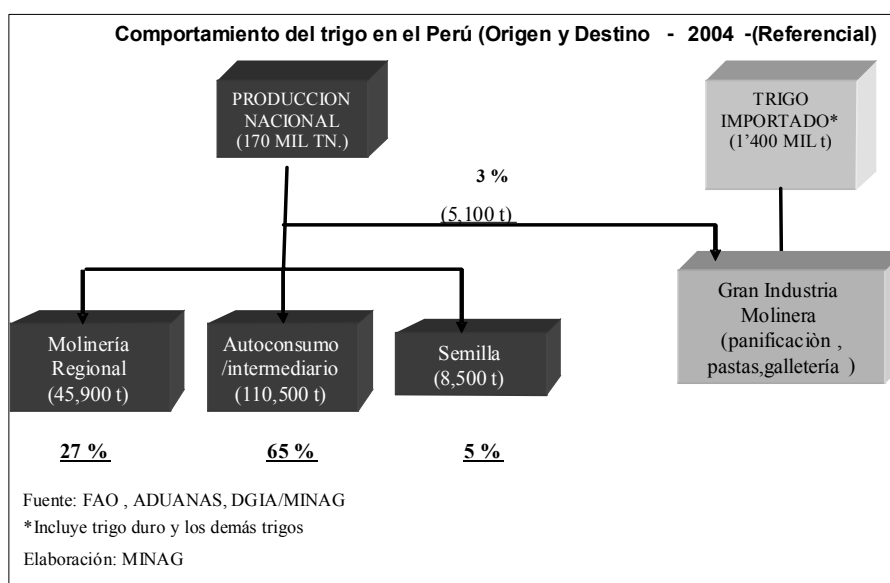 Comportamiento del trigo en el Perú (Origen y Destino - 2004 -(Referencial)
PRODUCCION
NACIONAL
(170 MIL TN.)
TRIGO
IMPORTADO*
(1'400 MIL t)
3 %
(5,100 t)
Molinería
Regional
(45,900 t)
Autoconsumo
/intermediario
(110,500 t)
Semilla
(8,500 t)
Gran Industria
Molinera
(panificaciòn ,
pastas,galletería )
27 %
65 %
5 %
Fuente: FAO , ADUANAS, DGIA/MINAG
*Incluye trigo duro y los demás trigos
Elaboración: MINAG